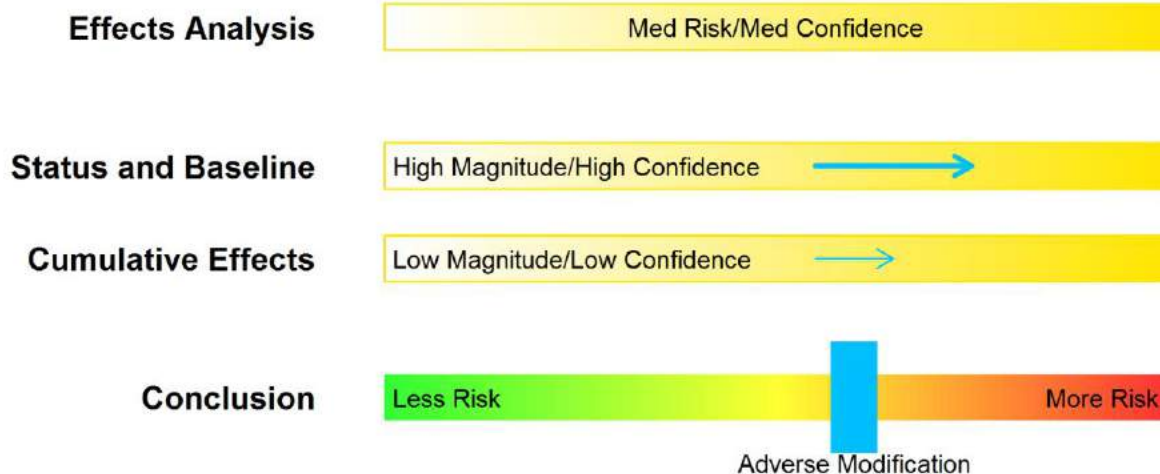 Effects Analysis
Med Risk/Med Confidence
Status and Baseline
High Magnitude/High Confidence
Cumulative Effects
Low Magnitude/Low Confidence
Conclusion
Less Risk
More Risk
Adverse Modification